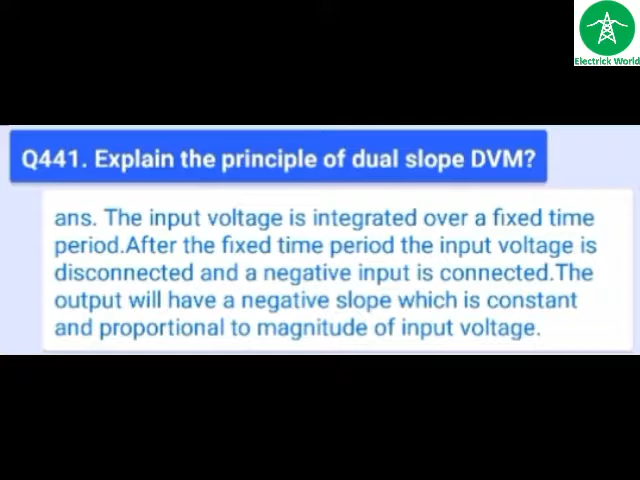 Electrick World
Q441. Explain the principle of dual slope DVM?
ans. The input voltage is integrated over a fixed time
period.After the fixed time period the input voltage is
disconnected and a negative input is connected.The
output will have a negative slope which is constant
and proportional to magnitude of input voltage.